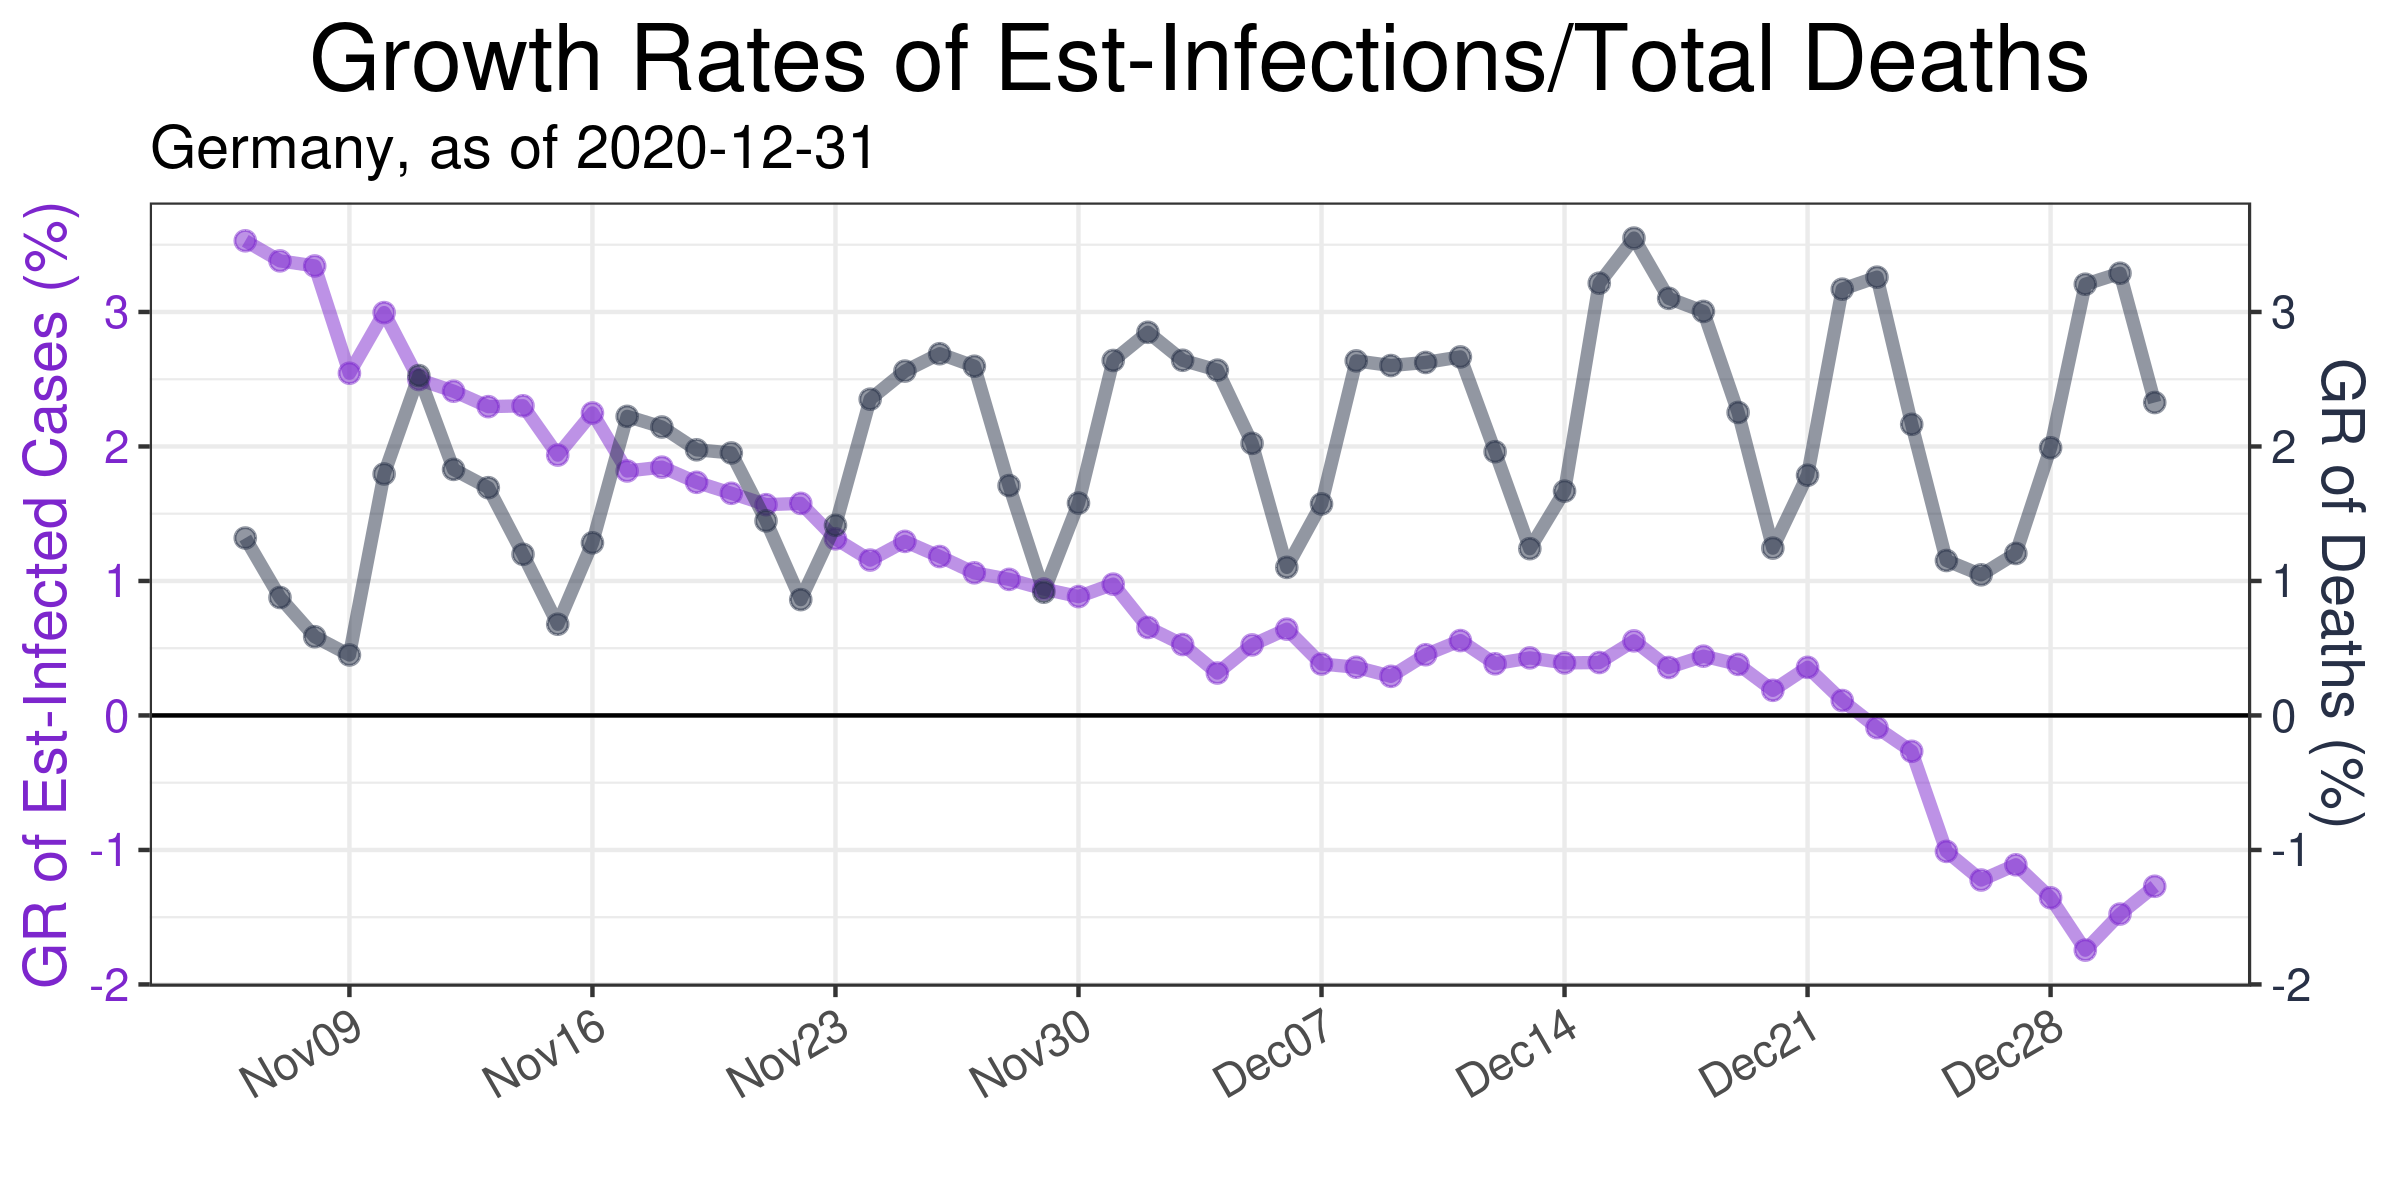 Growth Rates of Est-Infections/Total Deaths
Germany, as of 2020-12-31
GR of Est-Infected Cases (%)
3
2
1
0
-1
-2
3
2
1
0
-1
-2
GR of Deaths (%)
Nov09
Nov16
Nov23
Nov30
Dec07
Dec14
Dec21
Dec28